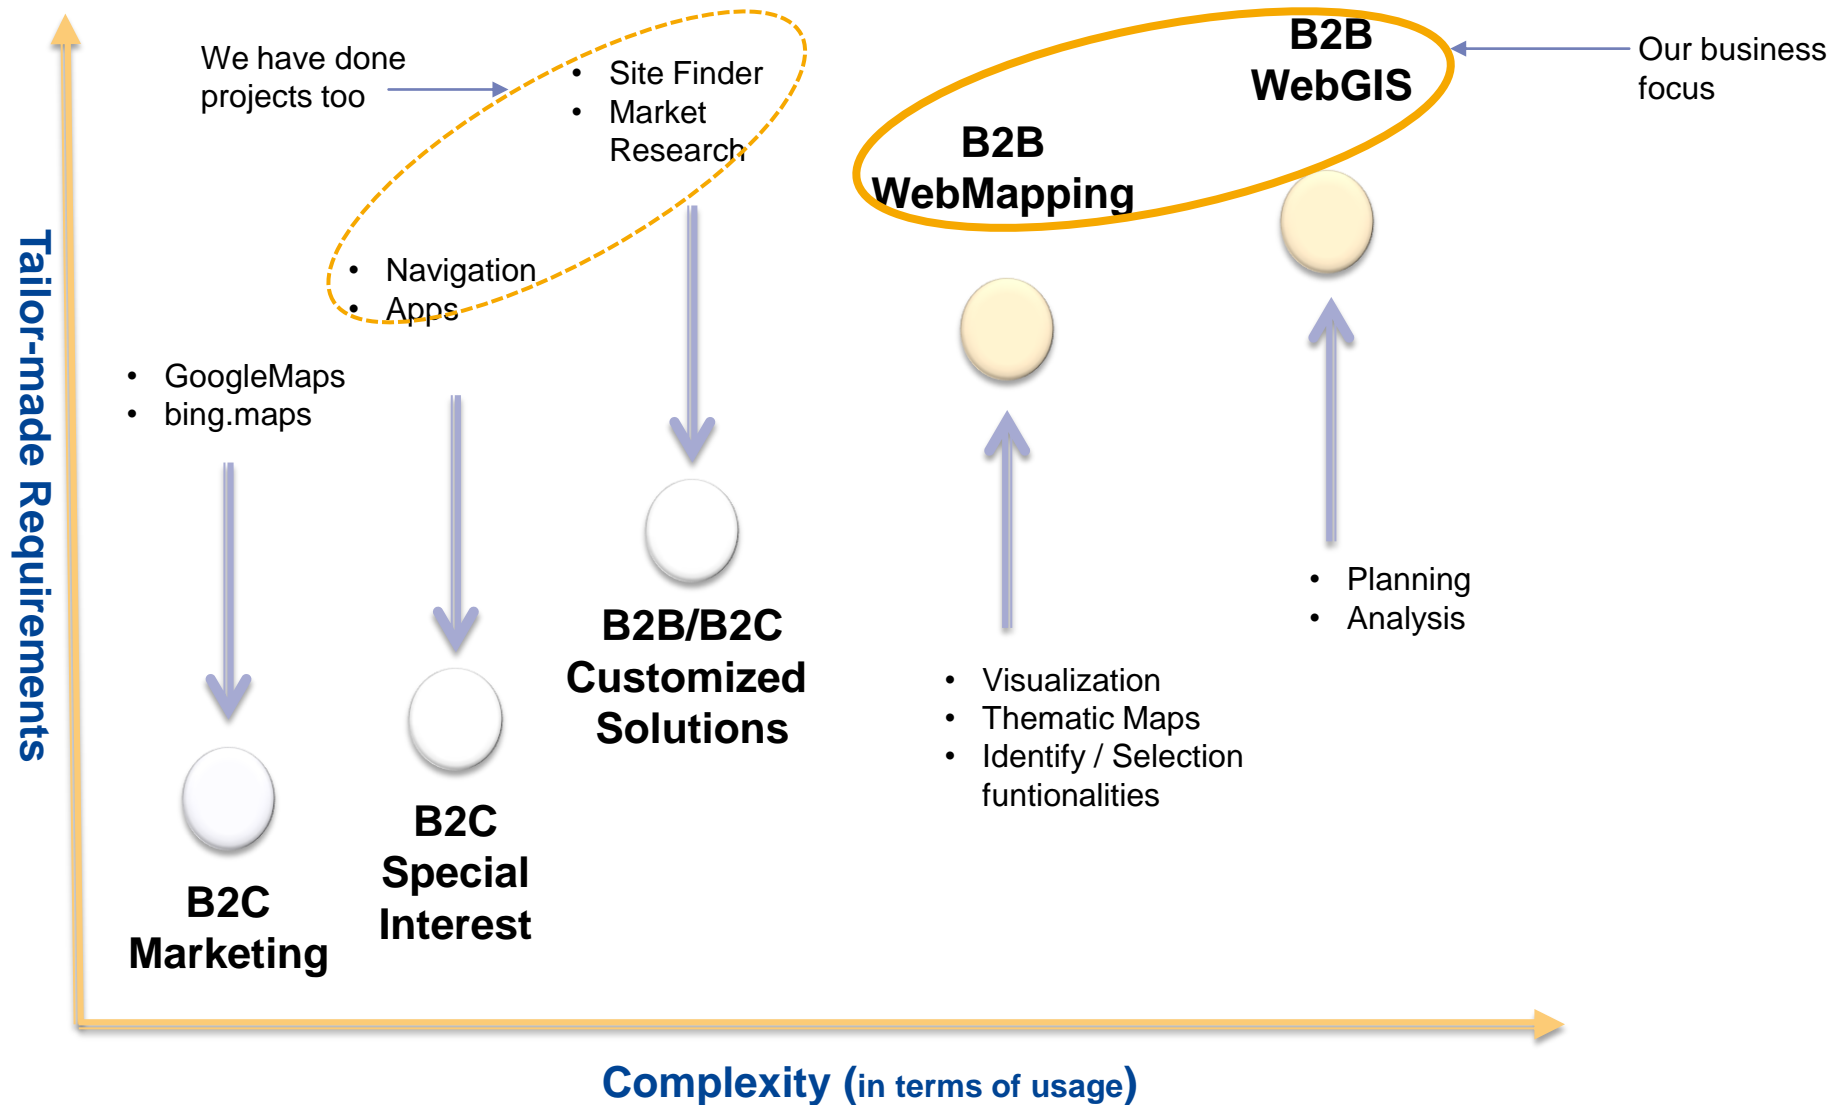 We have done
projects too
• Site Finder
• Market
Research
B2B
WebGIS
Our business
focus
B2B
WebMapping
• Navigation
• Apps
• GoogleMaps
• bing.maps
Tailor-made Requirements
B2B/B2C
Customized
Solutions
• Planning
• Analysis
• Visualization
• Thematic Maps
• Identify / Selection
funtionalities
B2C
Special
Interest
B2C
Marketing
Complexity (in terms of usage)